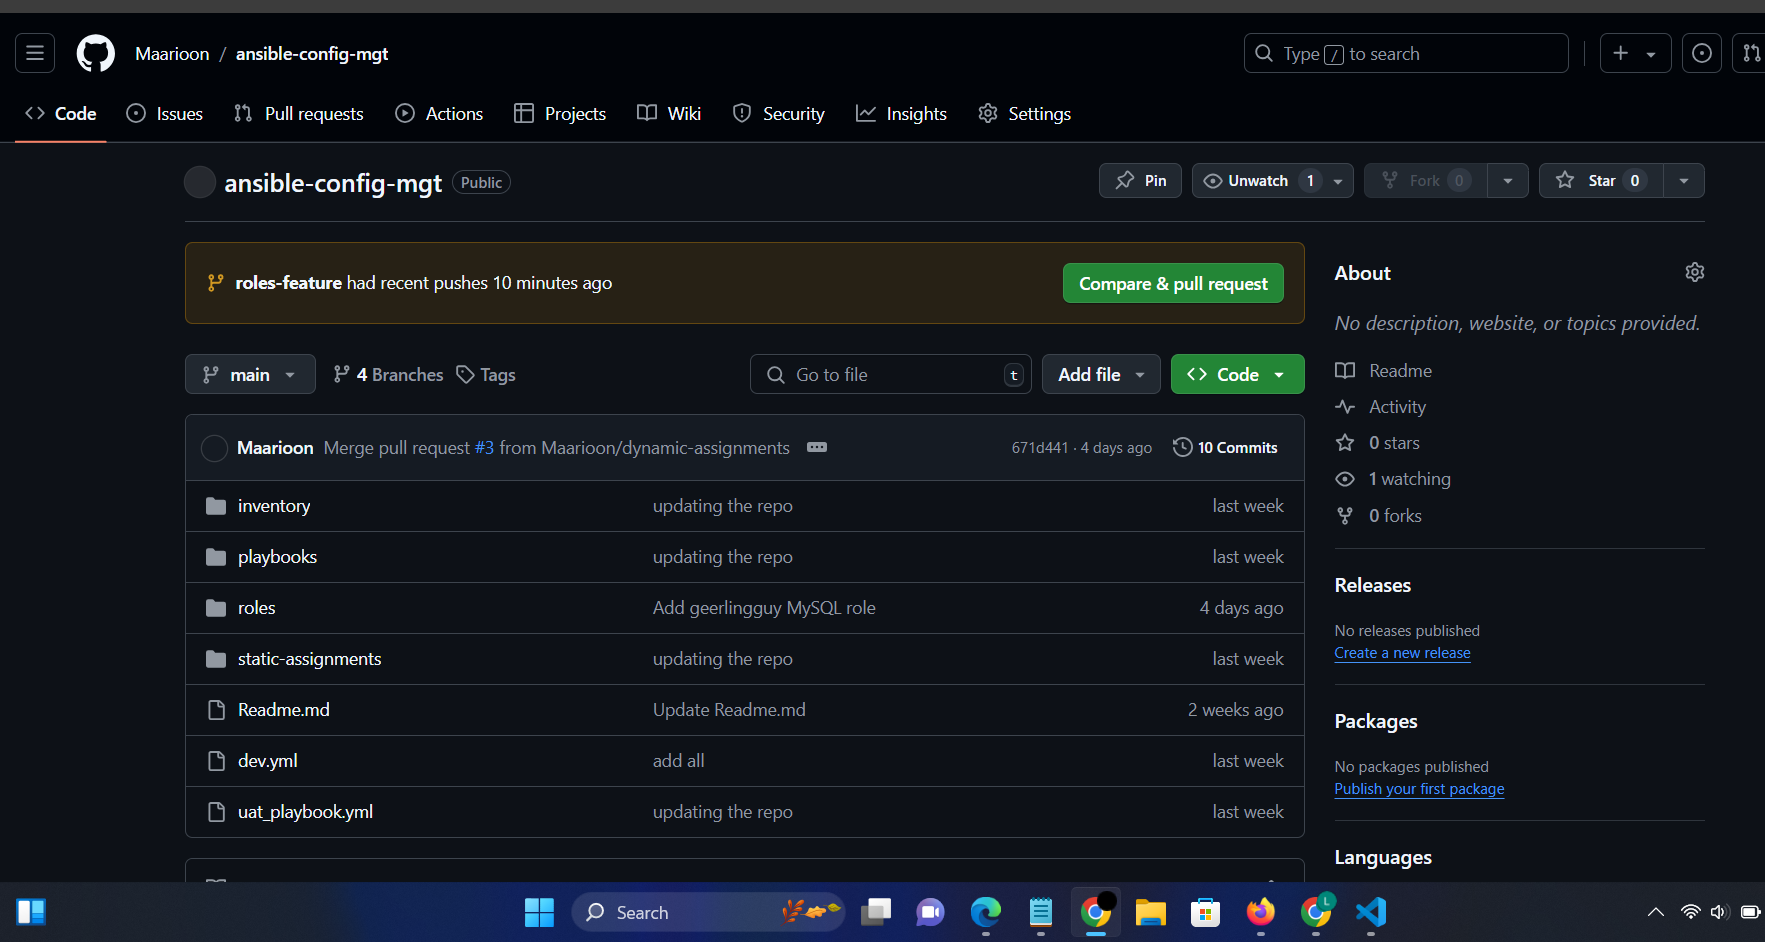 Maarioon / ansible-config-mgt
Type / to search
Code Issues Pull requests Actions Projects Wiki Security Insights Settings
ansible-config-mgt Public
Pin Unwatch 1 Fork 0 Star 0
roles-feature had recent pushes 10 minutes ago
Compare & pull request
main 4 Branches Tags
Go to file t
Add file
Code
Maarioon Merge pull request #3 from Maarioon/dynamic-assignments 671d441 · 4 days ago 10 Commits
inventory updating the repo last week
playbooks updating the repo last week
roles Add geerlingguy MySQL role 4 days ago
static-assignments updating the repo last week
Readme.md Update Readme.md 2 weeks ago
dev.yml add all last week
uat_playbook.yml updating the repo last week
About
No description, website, or topics provided.
Readme
Activity
0 stars
1 watching
0 forks
Releases
No releases published
Create a new release
Packages
No packages published
Publish your first package
Languages
Search
L